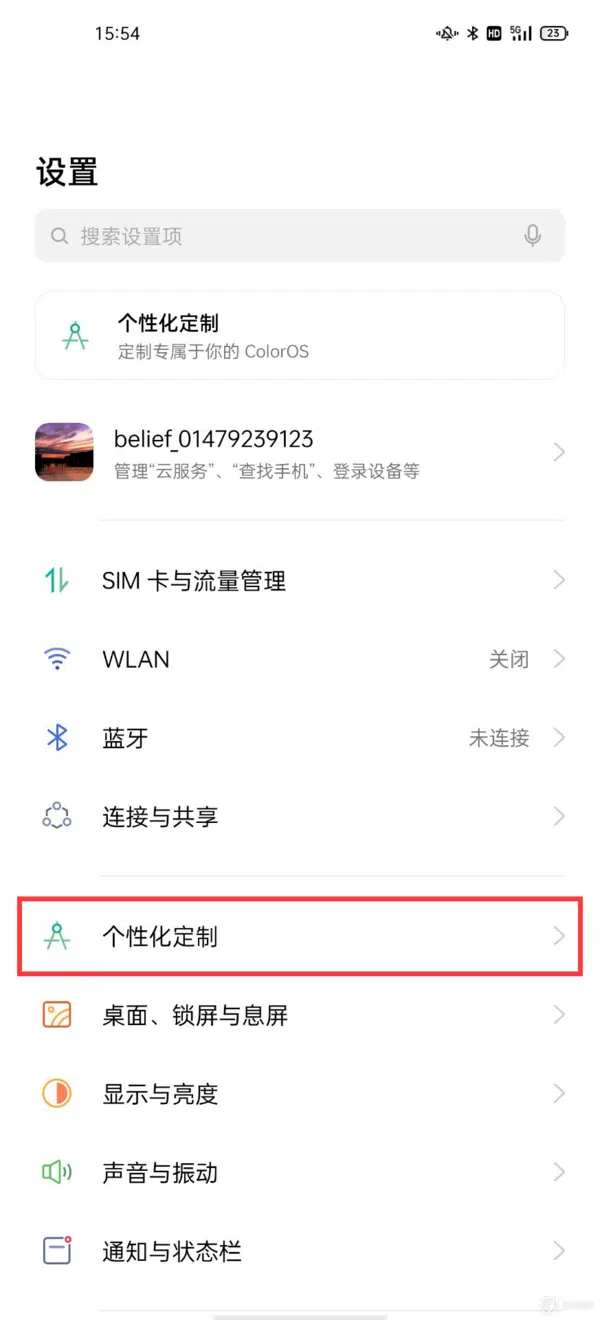 15:54
HD 5G 23
设置
搜索设置项
个性化定制
定制专属于你的 ColorOS
belief_01479239123
管理“云服务”、“查找手机”、登录设备等
SIM 卡与流量管理
WLAN 关闭
蓝牙 未连接
连接与共享
个性化定制
桌面、锁屏与息屏
显示与亮度
声音与振动
通知与状态栏